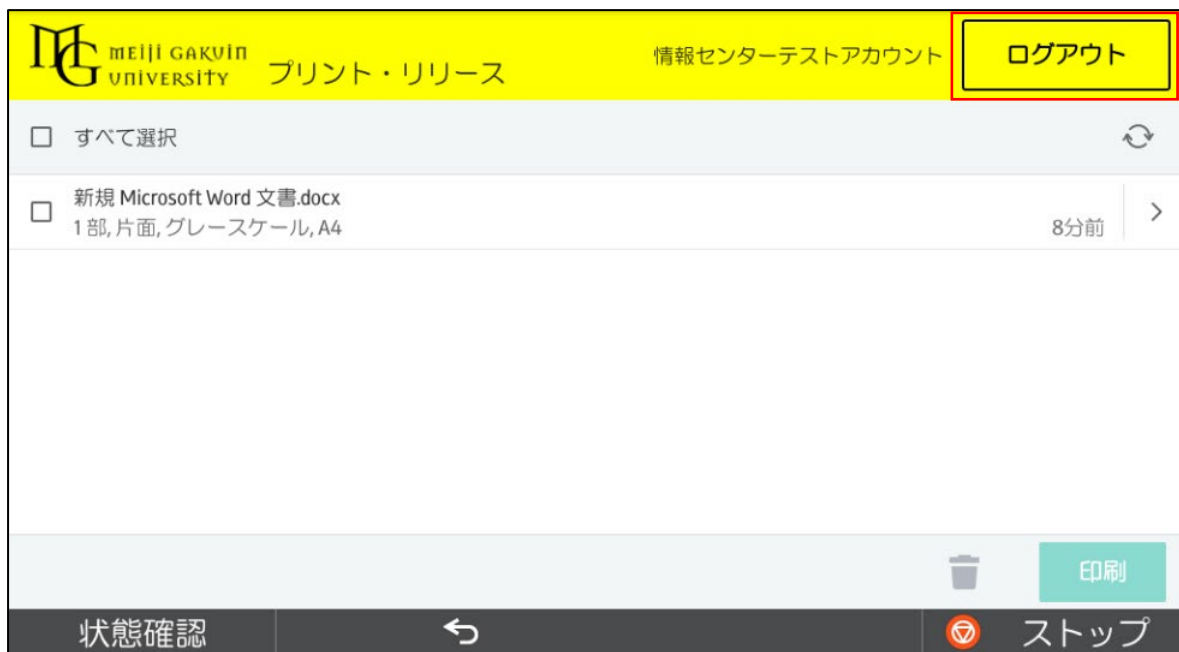 MG MEIJI GAKUIN
UNIVERSITY
プリント・リリース
情報センターテストアカウント
ログアウト
すべて選択
新規 Microsoft Word 文書.docx
1 部, 片面, グレースケール, A4
8分前
印刷
状態確認
ストップ